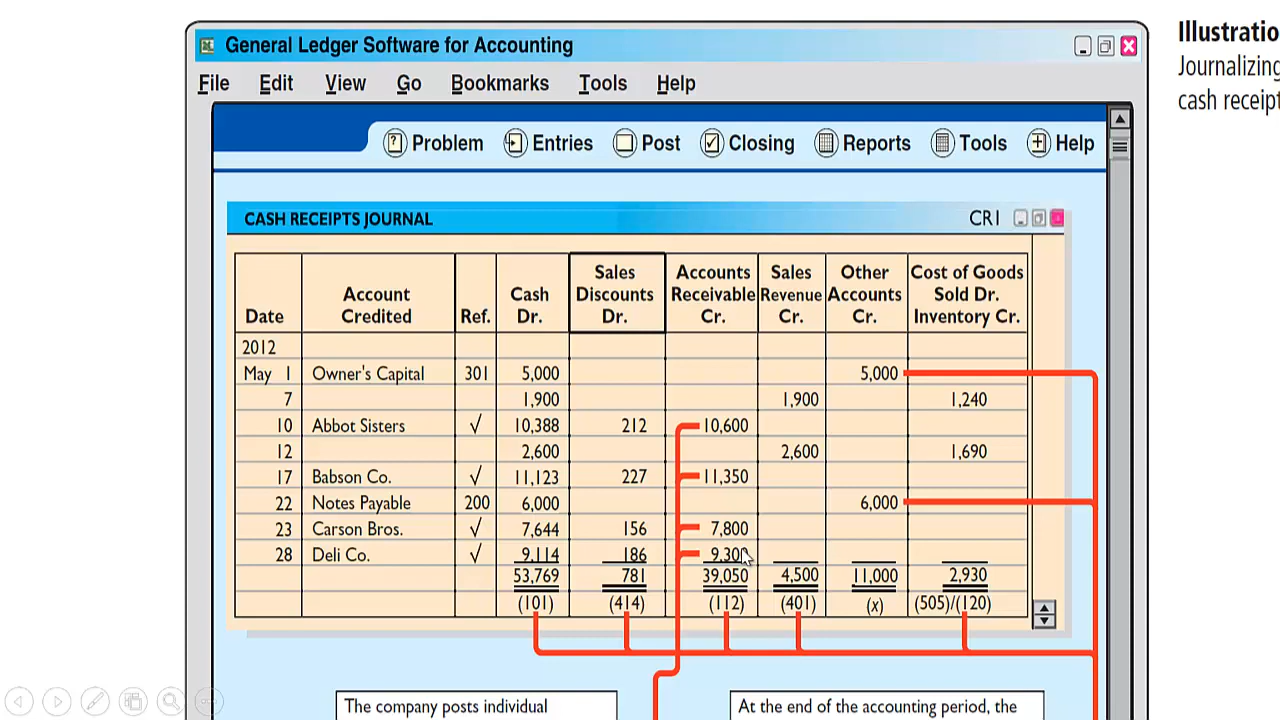 General Ledger Software for Accounting
File Edit View Go Bookmarks Tools Help
? Problem Entries Post Closing Reports Tools Help
CASH RECEIPTS JOURNAL CR1
Date Account Credited Ref. Cash Dr. Sales Discounts Dr. Accounts Receivable Cr. Sales Revenue Cr. Other Accounts Cr. Cost of Goods Sold Dr. Inventory Cr.
2012
May 1 Owner's Capital 301 5,000 5,000
7 1,900 1,900 1,240
10 Abbot Sisters √ 10,388 212 10,600
12 2,600 2,600 1,690
17 Babson Co. √ 11,123 227 11,350
22 Notes Payable 200 6,000 6,000
23 Carson Bros. √ 7,644 156 7,800
28 Deli Co. √ 9,114 186 9,300
53,769 781 39,050 4,500 11,000 2,930
(101) (414) (112) (401) (x) (505)/(120)
The company posts individual
At the end of the accounting period, the
Illustratio
Journalizing
cash receipt